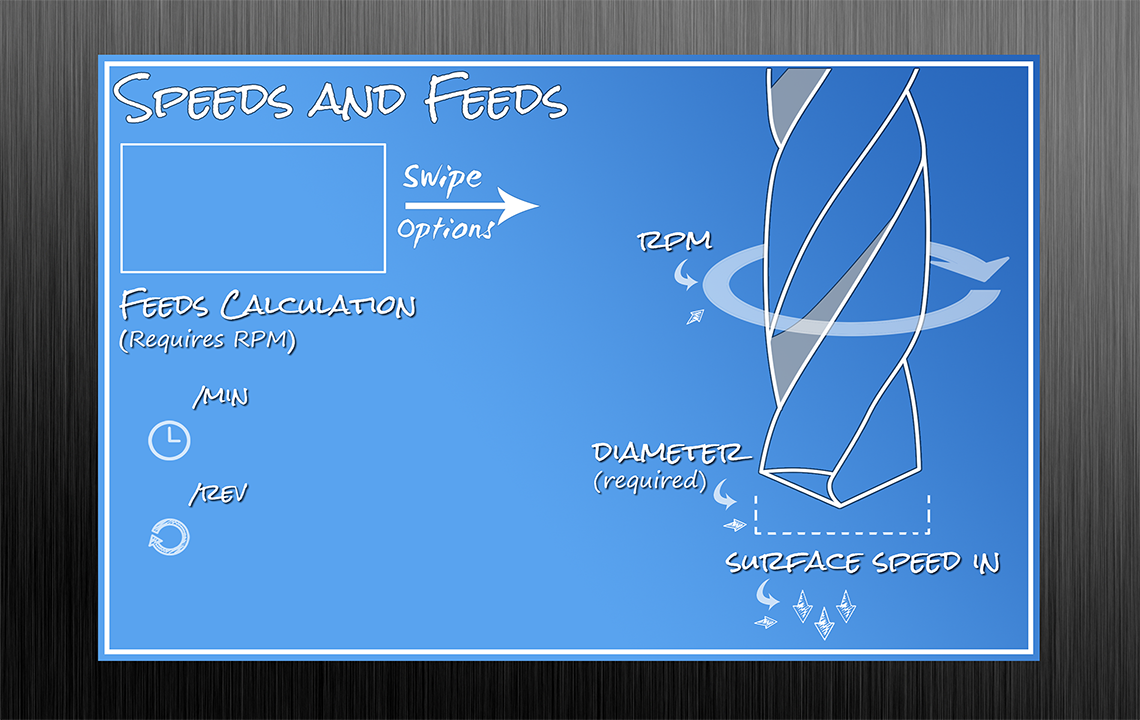 SPEEDS AND FEEDS
Swipe
Options
FEEDS CALCULATION
(Requires RPM)
/MIN
/REV
RPM
DIAMETER
(required)
SURFACE SPEED IN